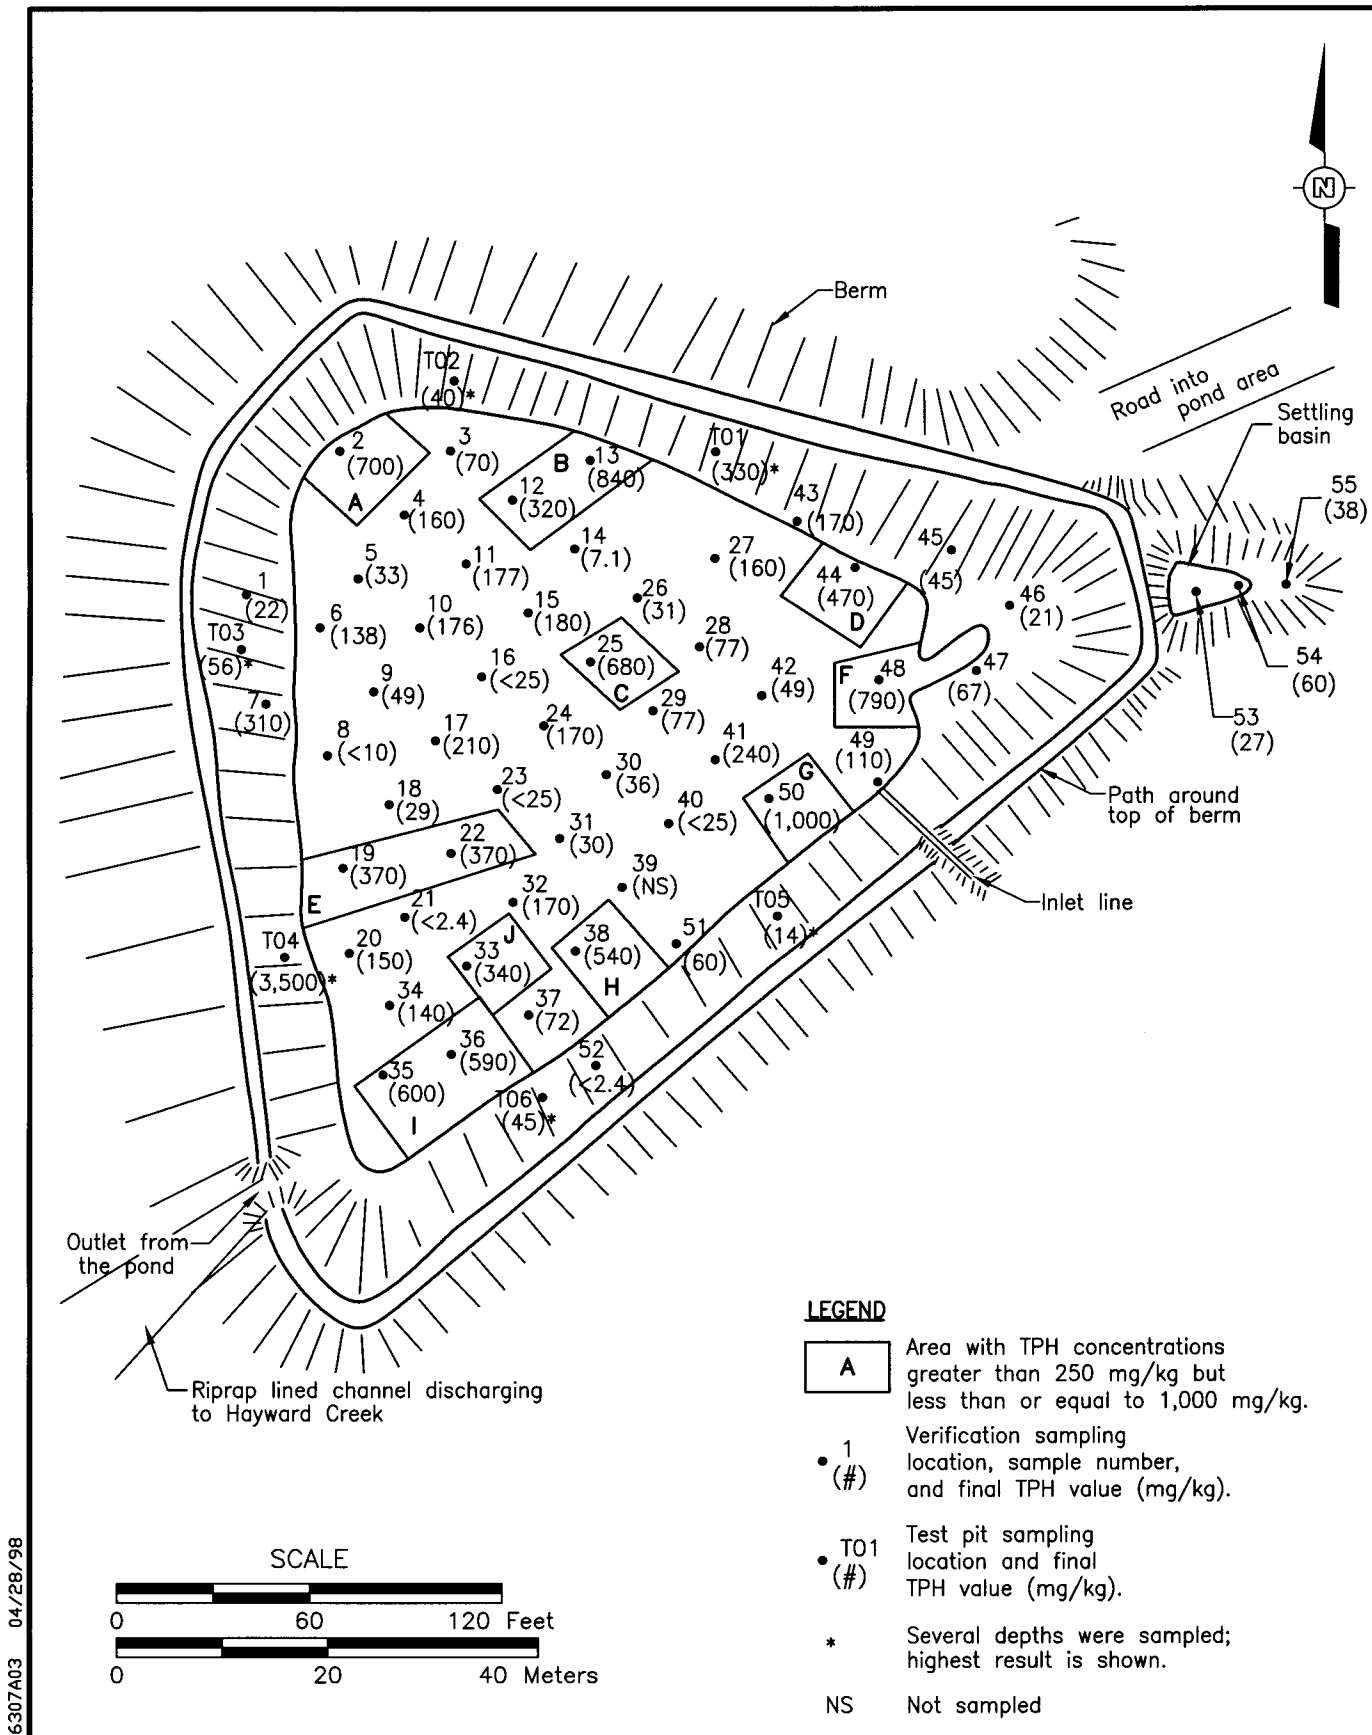 N
Berm
Road into
pond area
Settling
basin
T02
(40)*
T01
(330)*
2
(700)
A
3
(70)
B
13
(840)
12
(320)
4
(160)
43
(170)
55
(38)
14
(7.1)
27
(160)
45
(45)
5
(33)
11
(177)
44
(470)
D
1
(22)
26
(31)
46
(21)
6
(138)
10
(176)
15
(180)
T03
(56)*
28
(77)
25
(680)
C
16
(<25)
9
(49)
42
(49)
F
48
(790)
47
(67)
54
(60)
7
(310)
29
(77)
53
(27)
24
(170)
17
(210)
8
(<10)
41
(240)
49
(110)
30
(36)
G
50
(1,000)
23
(<25)
18
(29)
40
(<25)
Path around
top of berm
31
(30)
22
(370)
19
(370)
E
39
(NS)
Inlet line
21
(<2.4)
32
(170)
T05
(14)*
T04
(3,500)*
20
(150)
J
33
(340)
38
(540)
H
51
(60)
34
(140)
37
(72)
36
(590)
35
(600)
I
52
(<2.4)
T06
(45)*
Outlet from
the pond
Riprap lined channel discharging
to Hayward Creek
LEGEND
A
Area with TPH concentrations
greater than 250 mg/kg but
less than or equal to 1,000 mg/kg.
1
(#)
Verification sampling
location, sample number,
and final TPH value (mg/kg).
T01
(#)
Test pit sampling
location and final
TPH value (mg/kg).
*
Several depths were sampled;
highest result is shown.
NS Not sampled
SCALE
0 60 120 Feet
0 20 40 Meters
6307A03 04/28/98